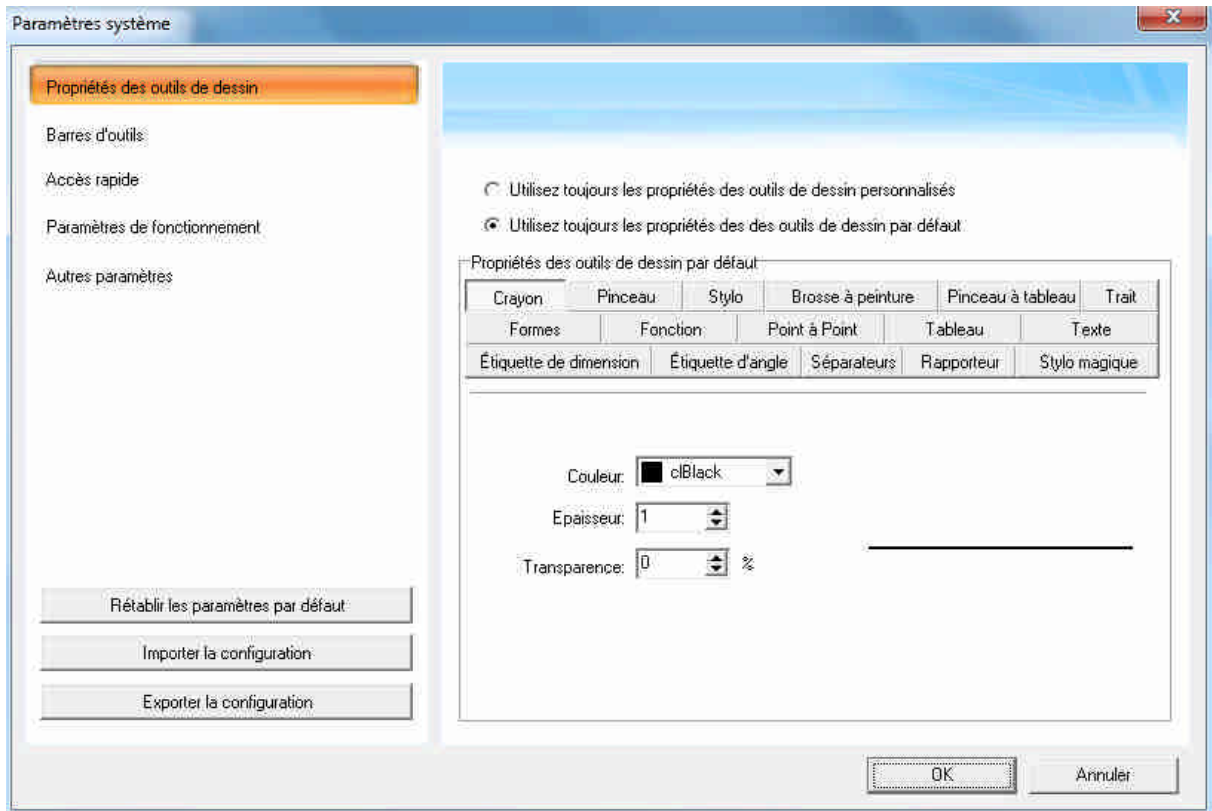 Paramètres système
Propriétés des outils de dessin
Barres d'outils
Accès rapide
Paramètres de fonctionnement
Autres paramètres
Rétablir les paramètres par défaut
Importer la configuration
Exporter la configuration
Utilisez toujours les propriétés des outils de dessin personnalisés
Utilisez toujours les propriétés des des outils de dessin par défaut
Propriétés des outils de dessin par défaut
Crayon Pinceau Stylo Brosse à peinture Pinceau à tableau Trait
Formes Fonction Point à Point Tableau Texte
Étiquette de dimension Étiquette d'angle Séparateurs Rapporteur Stylo magique
Couleur: clBlack
Epaisseur: 1
Transparence: 0 %
OK Annuler